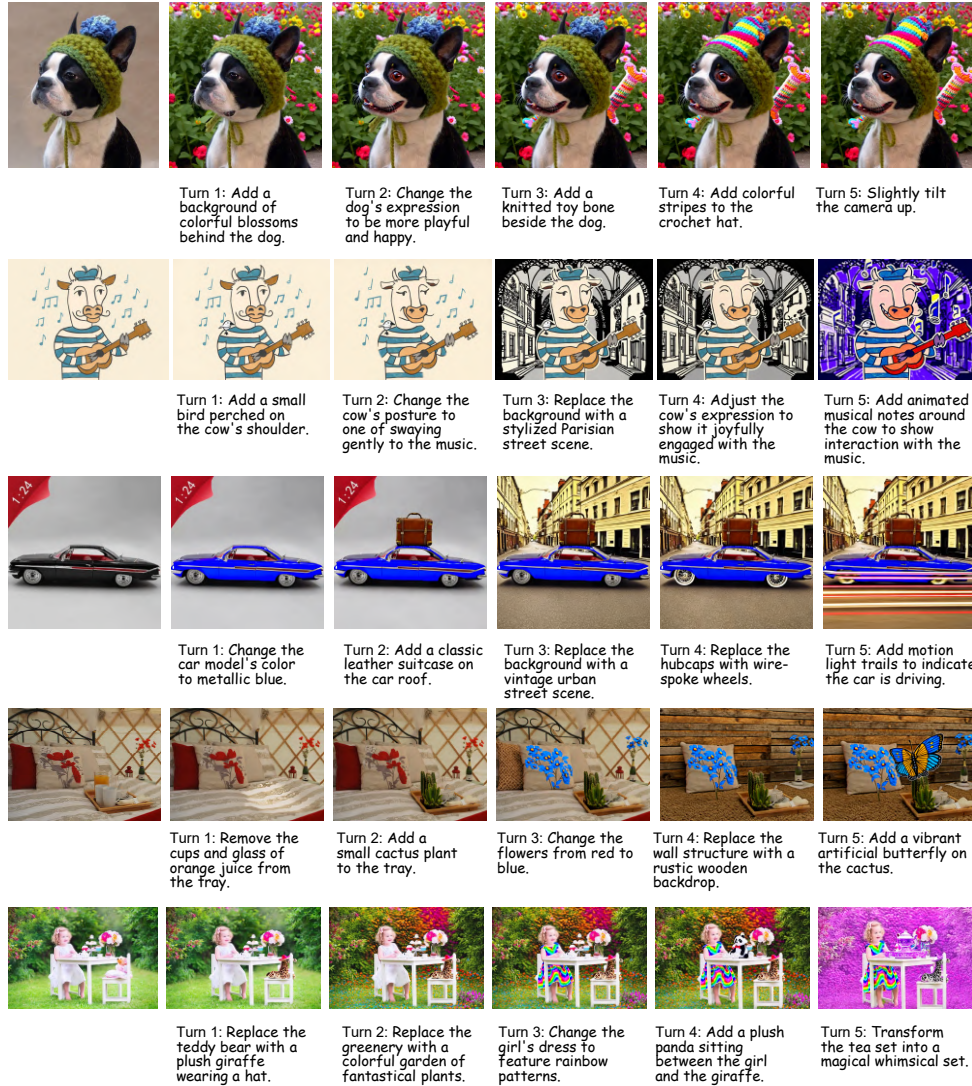 Turn 1: Add a
background of
colorful blossoms
behind the dog.
Turn 2: Change the
dog's expression
to be more playful
and happy.
Turn 3: Add a
knitted toy bone
beside the dog.
Turn 4: Add colorful
stripes to the
crochet hat.
Turn 5: Slightly tilt
the camera up.
Turn 1: Add a small
bird perched on
the cow's shoulder.
Turn 2: Change the
cow's posture to
one of swaying
gently to the music.
Turn 3: Replace the
background with a
stylized Parisian
street scene.
Turn 4: Adjust the
cow's expression to
show it joyfully
engaged with the
music.
Turn 5: Add animated
musical notes around
the cow to show
interaction with the
music.
1:24
1:24
1:24
Turn 1: Change the
car model's color
to metallic blue.
Turn 2: Add a classic
leather suitcase on
the car roof.
Turn 3: Replace the
background with a
vintage urban
street scene.
Turn 4: Replace the
hubcaps with wire-
spoke wheels.
Turn 5: Add motion
light trails to indicate
the car is driving.
Turn 1: Remove the
cups and glass of
orange juice from
the tray.
Turn 2: Add a
small cactus plant
to the tray.
Turn 3: Change the
flowers from red to
blue.
Turn 4: Replace the
wall structure with a
rustic wooden
backdrop.
Turn 5: Add a vibrant
artificial butterfly on
the cactus.
Turn 1: Replace the
teddy bear with a
plush giraffe
wearing a hat.
Turn 2: Replace the
greenery with a
colorful garden of
fantastical plants.
Turn 3: Change the
girl's dress to
feature rainbow
patterns.
Turn 4: Add a plush
panda sitting
between the girl
and the giraffe.
Turn 5: Transform
the tea set into a
magical whimsical set.